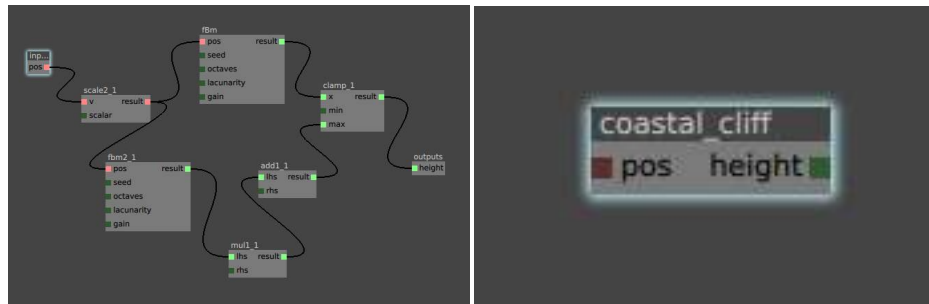 inp...
pos
scale2_1
v result
scalar
fBm
pos result
seed
octaves
lacunarity
gain
clamp_1
x result
min
max
fbm2_1
pos result
seed
octaves
lacunarity
gain
add1_1
lhs result
rhs
mul1_1
lhs result
rhs
outputs
height
coastal_cliff
pos height